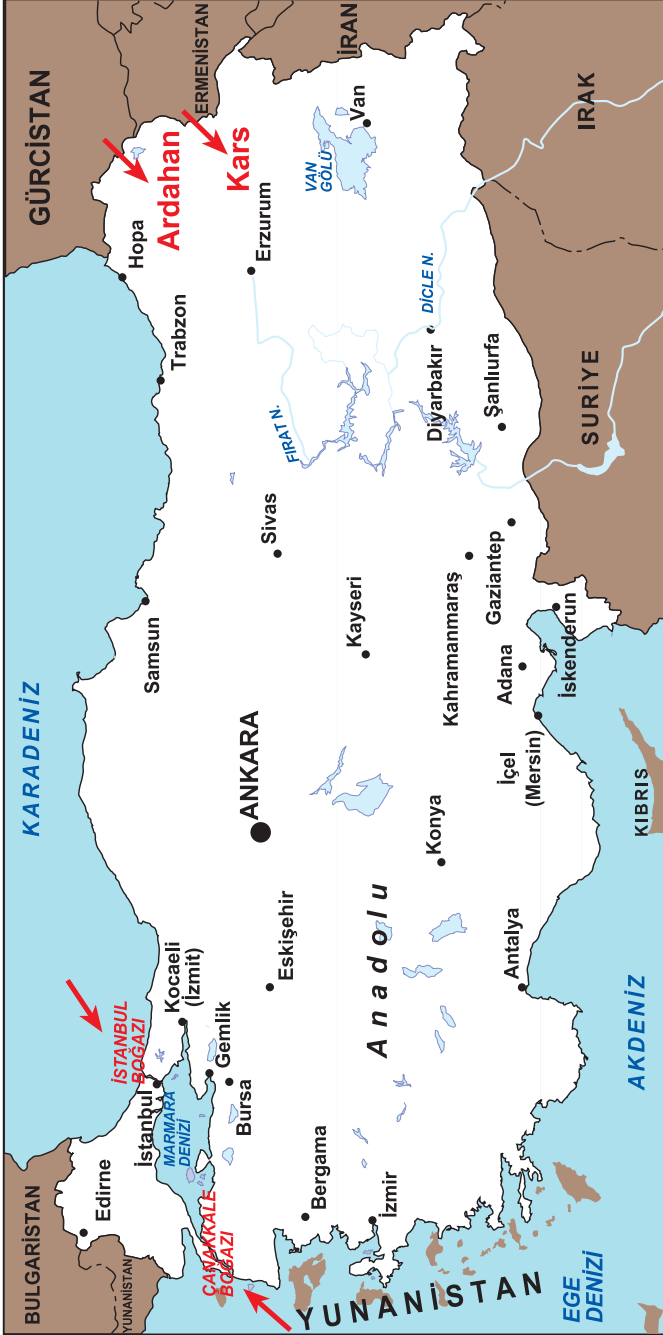 BULGARİSTAN
YUNANİSTAN
Edirne
KARADENİZ
GÜRCİSTAN
ERMENİSTAN
İRAN
IRAK
SURİYE
KIBRIS
İSTANBUL
BOĞAZI
İstanbul
MARMARA
DENİZİ
Kocaeli
(İzmit)
Gemlik
Bursa
ÇANAKKALE
BOĞAZI
Bergama
İzmir
Eskişehir
ANKARA
Samsun
Trabzon
Hopa
Ardahan
Kars
Erzurum
Sivas
Kayseri
FIRAT N.
DİCLE N.
VAN
GÖLÜ
Van
Diyarbakır
Şanlıurfa
Gaziantep
Kahramanmaraş
Adana
İskenderun
İçel
(Mersin)
Konya
Anadolu
Antalya
YUNANİSTAN
EGE
DENİZİ
AKDENİZ